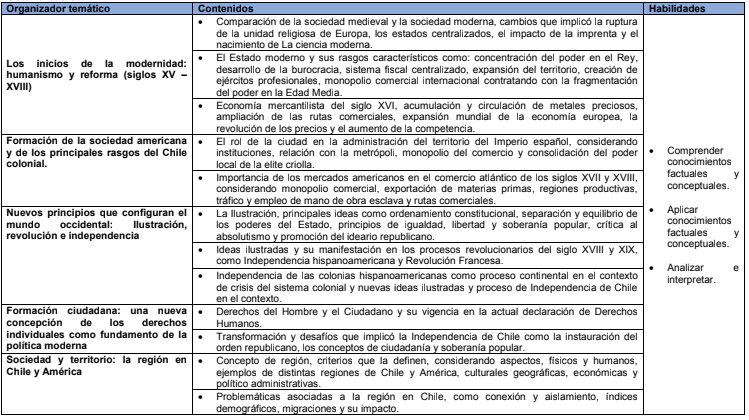 Organizador temático
Contenidos
Habilidades
Los inicios de la modernidad:
humanismo y reforma (siglos XV –
XVIII)
• Comparación de la sociedad medieval y la sociedad moderna, cambios que implicó la ruptura
de la unidad religiosa de Europa, los estados centralizados, el impacto de la imprenta y el
nacimiento de La ciencia moderna.
• El Estado moderno y sus rasgos característicos como: concentración del poder en el Rey,
desarrollo de la burocracia, sistema fiscal centralizado, expansión del territorio, creación de
ejércitos profesionales, monopolio comercial internacional contratando con la fragmentación
del poder en la Edad Media.
• Economía mercantilista del siglo XVI, acumulación y circulación de metales preciosos,
ampliación de las rutas comerciales, expansión mundial de la economía europea, la
revolución de los precios y el aumento de la competencia.
Formación de la sociedad americana
y de los principales rasgos del Chile
colonial.
• El rol de la ciudad en la administración del territorio del Imperio español, considerando
instituciones, relación con la metrópoli, monopolio del comercio y consolidación del poder
local de la elite criolla.
• Importancia de los mercados americanos en el comercio atlántico de los siglos XVII y XVIII,
considerando monopolio comercial, exportación de materias primas, regiones productivas,
tráfico y empleo de mano de obra esclava y rutas comerciales.
Nuevos principios que configuran el
mundo occidental: Ilustración,
revolución e independencia
• La Ilustración, principales ideas como ordenamiento constitucional, separación y equilibrio de
los poderes del Estado, principios de igualdad, libertad y soberanía popular, crítica al
absolutismo y promoción del ideario republicano.
• Ideas ilustradas y su manifestación en los procesos revolucionarios del siglo XVIII y XIX,
como Independencia hispanoamericana y Revolución Francesa.
• Independencia de las colonias hispanoamericanas como proceso continental en el contexto
de crisis del sistema colonial y nuevas ideas ilustradas y proceso de Independencia de Chile
en el contexto.
Formación ciudadana: una nueva
concepción de los derechos
individuales como fundamento de la
política moderna
• Derechos del Hombre y el Ciudadano y su vigencia en la actual declaración de Derechos
Humanos.
• Transformación y desafíos que implicó la Independencia de Chile como la instauración del
orden republicano, los conceptos de ciudadanía y soberanía popular.
Sociedad y territorio: la región en
Chile y América
• Concepto de región, criterios que la definen, considerando aspectos, físicos y humanos,
ejemplos de distintas regiones de Chile y América, culturales geográficas, económicas y
político administrativas.
• Problemáticas asociadas a la región en Chile, como conexión y aislamiento, índices
demográficos, migraciones y su impacto.
• Comprender
conocimientos
factuales y
conceptuales.
• Aplicar
conocimientos
factuales y
conceptuales.
• Analizar e
interpretar.